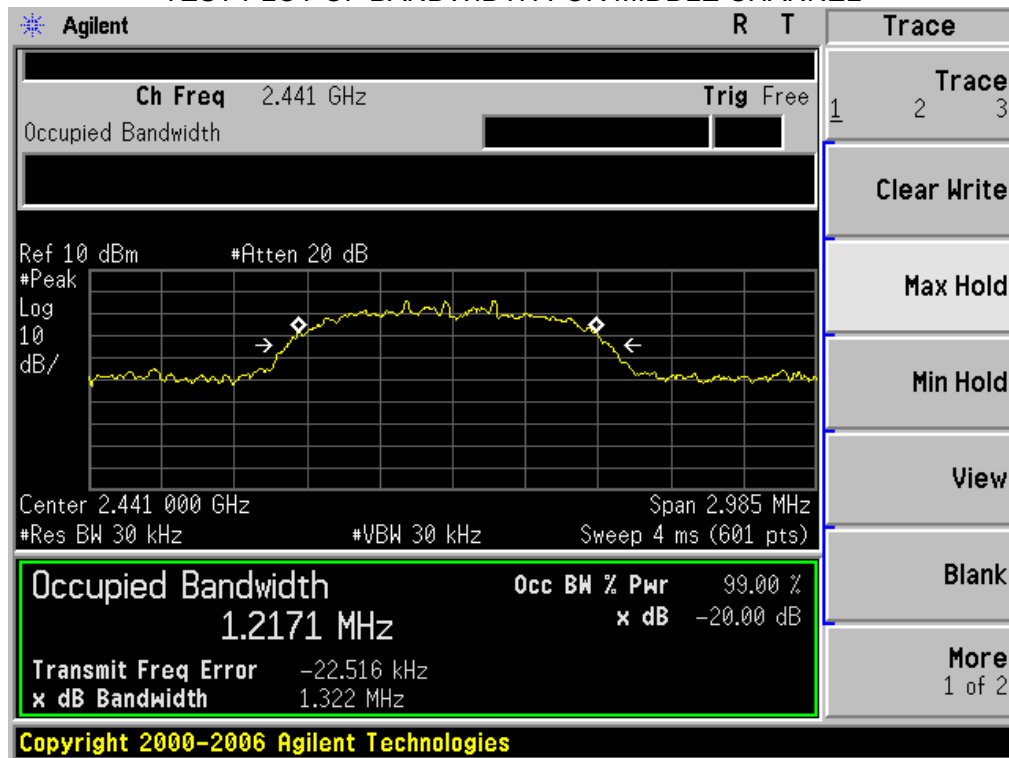 Agilent R T Trace
Ch Freq 2.441 GHz Trig Free
Occupied Bandwidth
Trace
1 2 3
Clear Write
Max Hold
Min Hold
View
Blank
More
1 of 2
Ref 10 dBm #Atten 20 dB
#Peak
Log
10
dB/
Center 2.441 000 GHz Span 2.985 MHz
#Res BW 30 kHz #VBW 30 kHz Sweep 4 ms (601 pts)
Occupied Bandwidth Occ BW % Pwr 99.00 %
1.2171 MHz x dB -20.00 dB
Transmit Freq Error -22.516 kHz
x dB Bandwidth 1.322 MHz
Copyright 2000-2006 Agilent Technologies